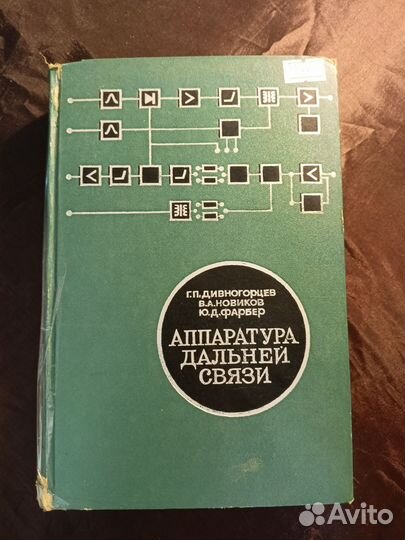 Г.П.ДИВНОГОРЦЕВ
В.А.НОВИКОВ
Ю.Д.ФАРБЕР
АППАРАТУРА
ДАЛЬНЕЙ
СВЯЗИ
Avito